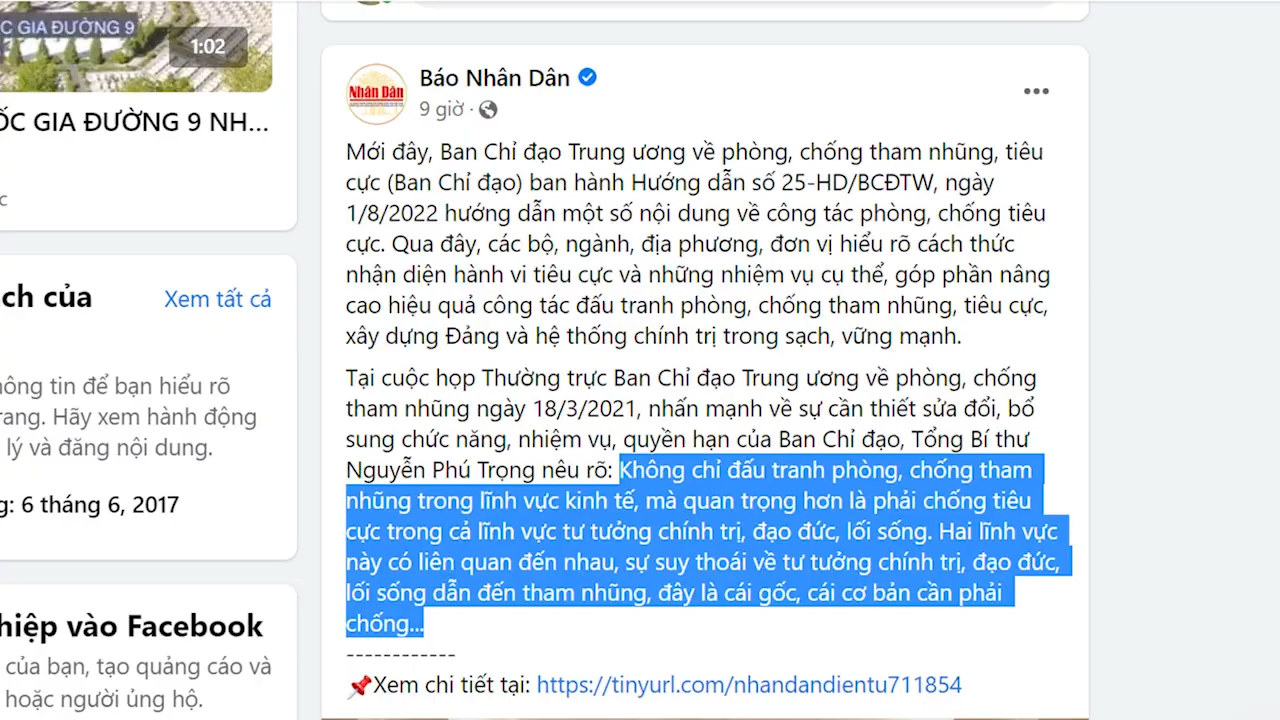 C GIA ĐƯỜNG 9
1:02
ỐC GIA ĐƯỜNG 9 NH...
c
ch của
Xem tất cả
hông tin để bạn hiểu rõ
rang. Hãy xem hành động
lý và đăng nội dung.
g: 6 tháng 6, 2017
hiệp vào Facebook
của bạn, tạo quảng cáo và
hoặc người ủng hộ.
Nhân Dân
Báo Nhân Dân
9 giờ ·
Mới đây, Ban Chỉ đạo Trung ương về phòng, chống tham nhũng, tiêu
cực (Ban Chỉ đạo) ban hành Hướng dẫn số 25-HD/BCĐTW, ngày
1/8/2022 hướng dẫn một số nội dung về công tác phòng, chống tiêu
cực. Qua đây, các bộ, ngành, địa phương, đơn vị hiểu rõ cách thức
nhận diện hành vi tiêu cực và những nhiệm vụ cụ thể, góp phần nâng
cao hiệu quả công tác đấu tranh phòng, chống tham nhũng, tiêu cực,
xây dựng Đảng và hệ thống chính trị trong sạch, vững mạnh.
Tại cuộc họp Thường trực Ban Chỉ đạo Trung ương về phòng, chống
tham nhũng ngày 18/3/2021, nhấn mạnh về sự cần thiết sửa đổi, bổ
sung chức năng, nhiệm vụ, quyền hạn của Ban Chỉ đạo, Tổng Bí thư
Nguyễn Phú Trọng nêu rõ: Không chỉ đấu tranh phòng, chống tham
nhũng trong lĩnh vực kinh tế, mà quan trọng hơn là phải chống tiêu
cực trong cả lĩnh vực tư tưởng chính trị, đạo đức, lối sống. Hai lĩnh vực
này có liên quan đến nhau, sự suy thoái về tư tưởng chính trị, đạo đức,
lối sống dẫn đến tham nhũng, đây là cái gốc, cái cơ bản cần phải
chống...
------------
📌Xem chi tiết tại: https://tinyurl.com/nhandandientu711854